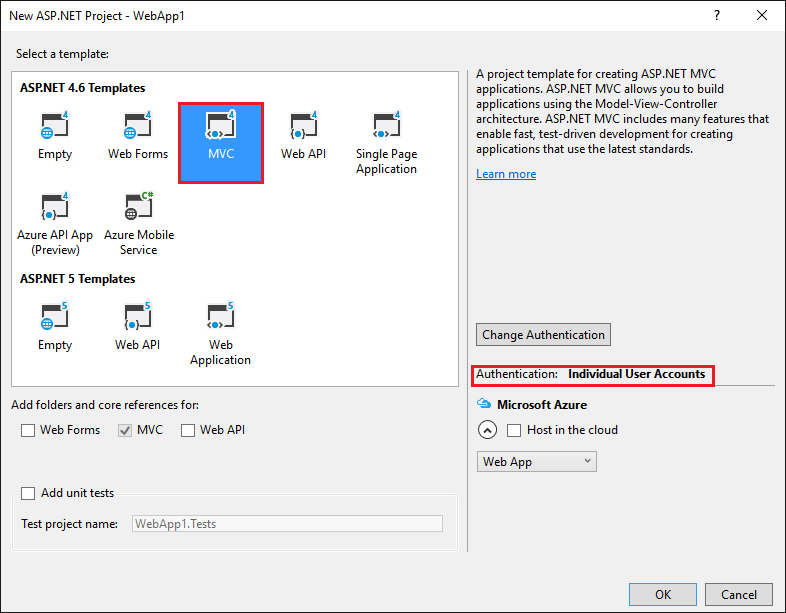 New ASP.NET Project - WebApp1
?
Select a template:
ASP.NET 4.6 Templates
4
Empty
4
Web Forms
4
MVC
4
Web API
4
Single Page
Application
4
Azure API App
(Preview)
C#
Azure Mobile
Service
ASP.NET 5 Templates
5
Empty
5
Web API
5
Web
Application
A project template for creating ASP.NET MVC
applications. ASP.NET MVC allows you to build
applications using the Model-View-Controller
architecture. ASP.NET MVC includes many features that
enable fast, test-driven development for creating
applications that use the latest standards.
Learn more
Change Authentication
Authentication: Individual User Accounts
Microsoft Azure
Host in the cloud
Web App
Add folders and core references for:
Web Forms MVC Web API
Add unit tests
Test project name: WebApp1.Tests
OK Cancel